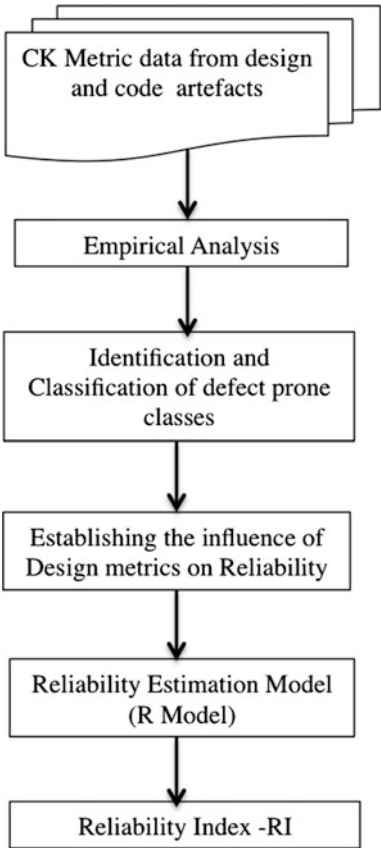 CK Metric data from design
and code artefacts
Empirical Analysis
Identification and
Classification of defect prone
classes
Establishing the influence of
Design metrics on Reliability
Reliability Estimation Model
(R Model)
Reliability Index -RI